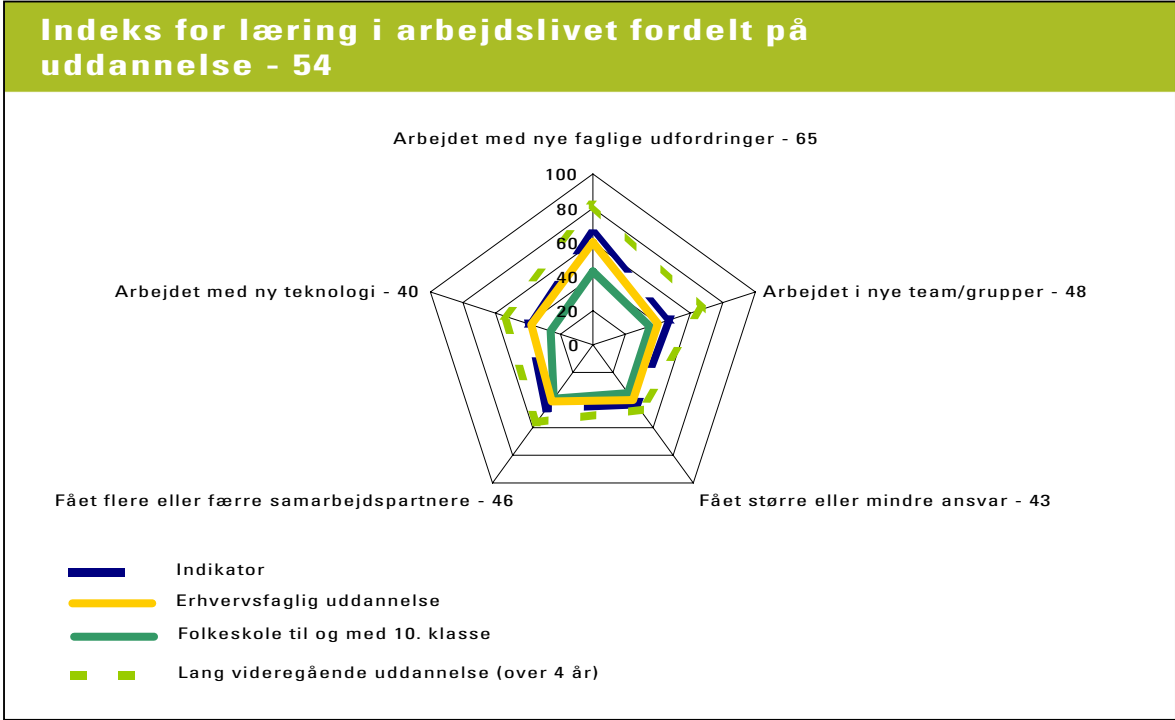 Indeks for læring i arbejdslivet fordelt på
uddannelse - 54
Arbejdet med nye faglige udfordringer - 65
100
80
60
40
20
0
Arbejdet med ny teknologi - 40
Arbejdet i nye team/grupper - 48
Fået flere eller færre samarbejdspartnere - 46
Fået større eller mindre ansvar - 43
Indikator
Erhvervsfaglig uddannelse
Folkeskole til og med 10. klasse
Lang videregående uddannelse (over 4 år)